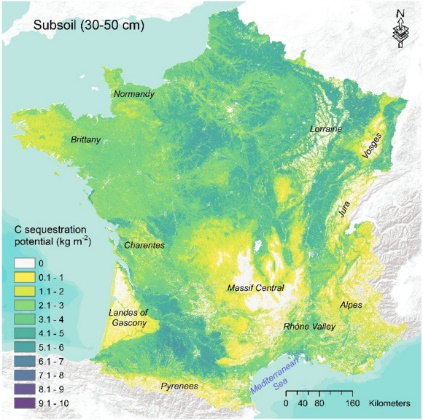 Subsoil (30-50 cm)
N
Normandy
Brittany
Lorraine
Vosges
Jura
C sequestration
potential (kg m-2)
0
0.1 - 1
1.1 - 2
2.1 - 3
3.1 - 4
4.1 - 5
5.1 - 6
6.1 - 7
7.1 - 8
8.1 - 9
9.1 - 10
Charentes
Massif Central
Landes of
Gascony
Alpes
Rhône Valley
Pyrenees
Mediterranean
Sea
0 40 80 160
Kilometers